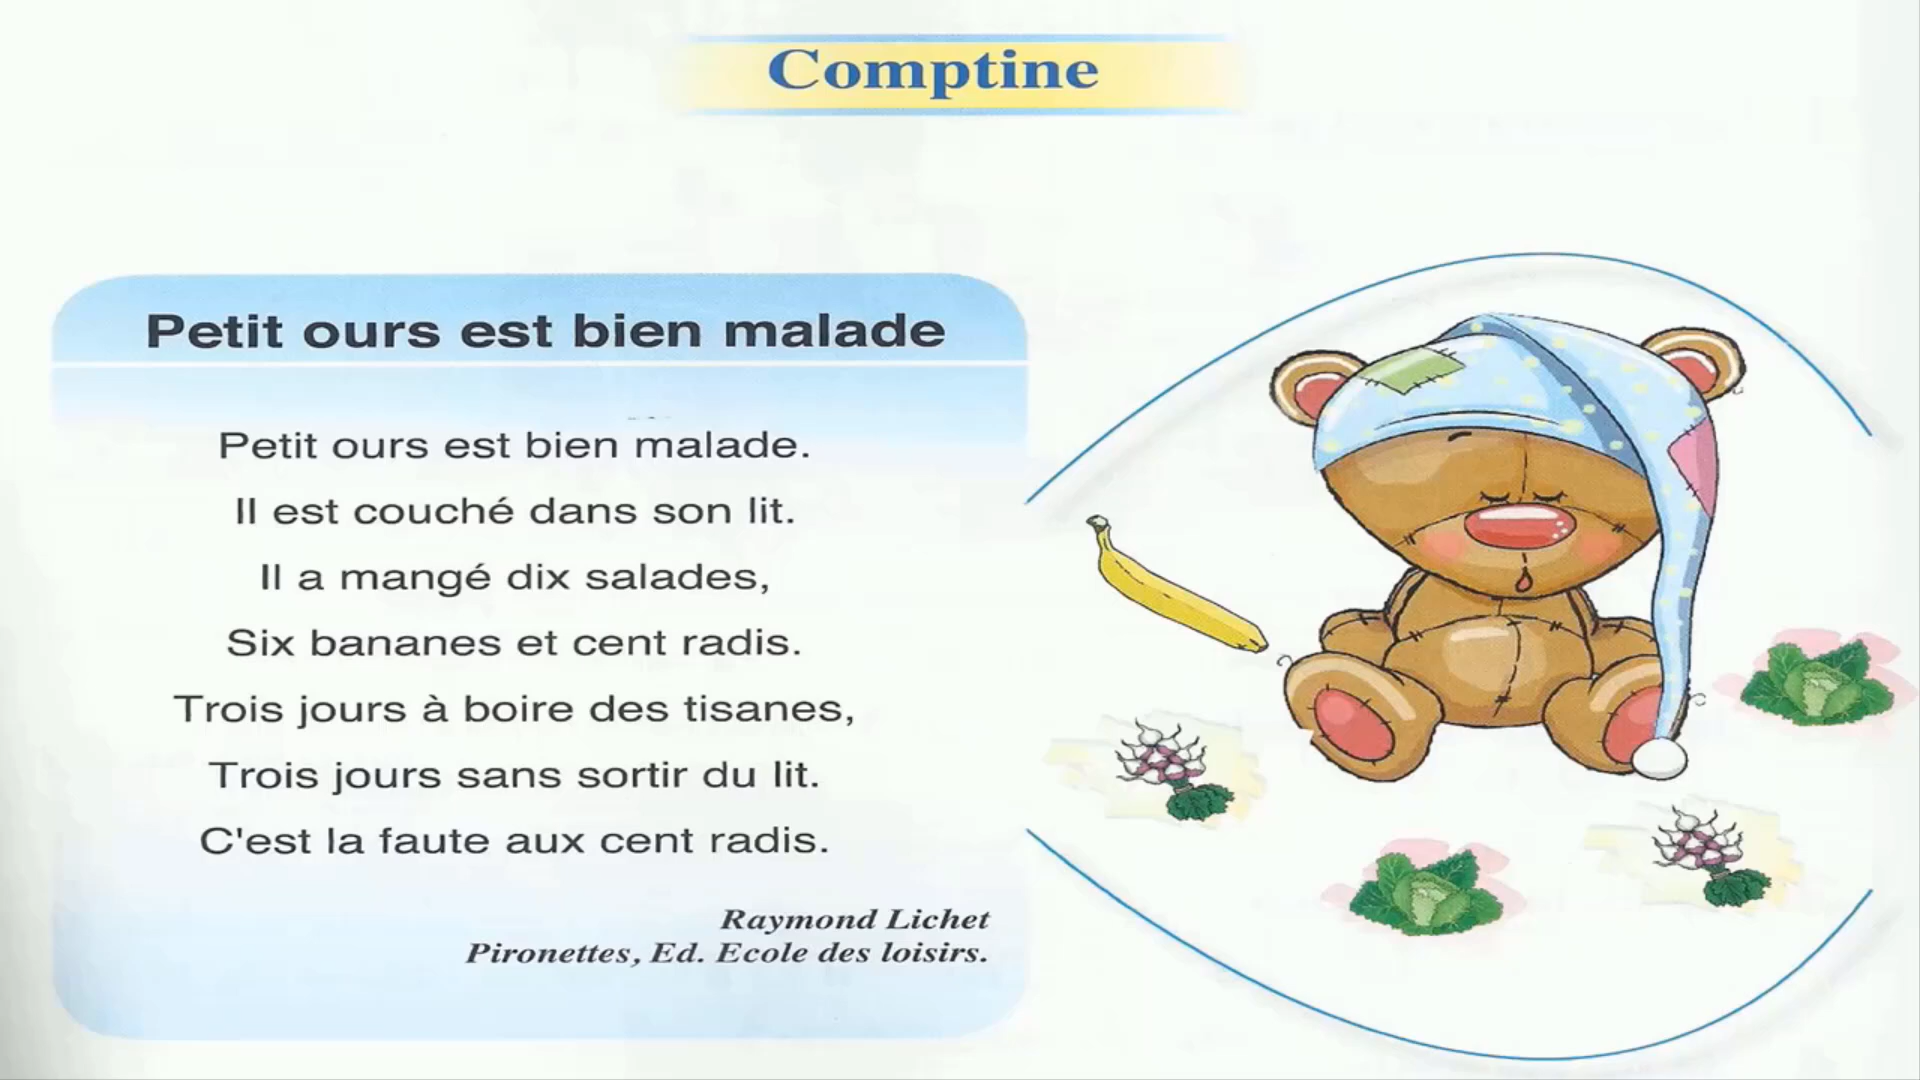 Comptine
Petit ours est bien malade
Petit ours est bien malade.
Il est couché dans son lit.
Il a mangé dix salades,
Six bananes et cent radis.
Trois jours à boire des tisanes,
Trois jours sans sortir du lit.
C'est la faute aux cent radis.
Raymond Lichet
Pironettes, Ed. Ecole des loisirs.